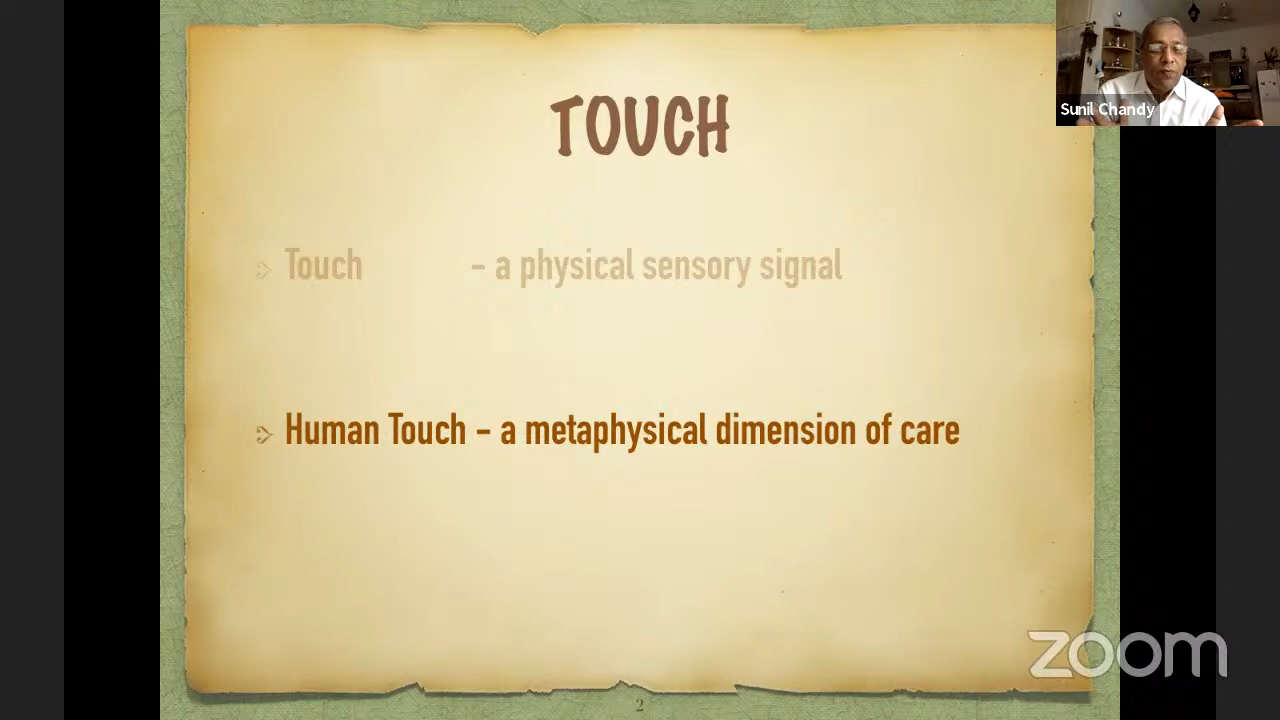 TOUCH
Sunil Chandy
Touch - a physical sensory signal
Human Touch - a metaphysical dimension of care
zoom
2